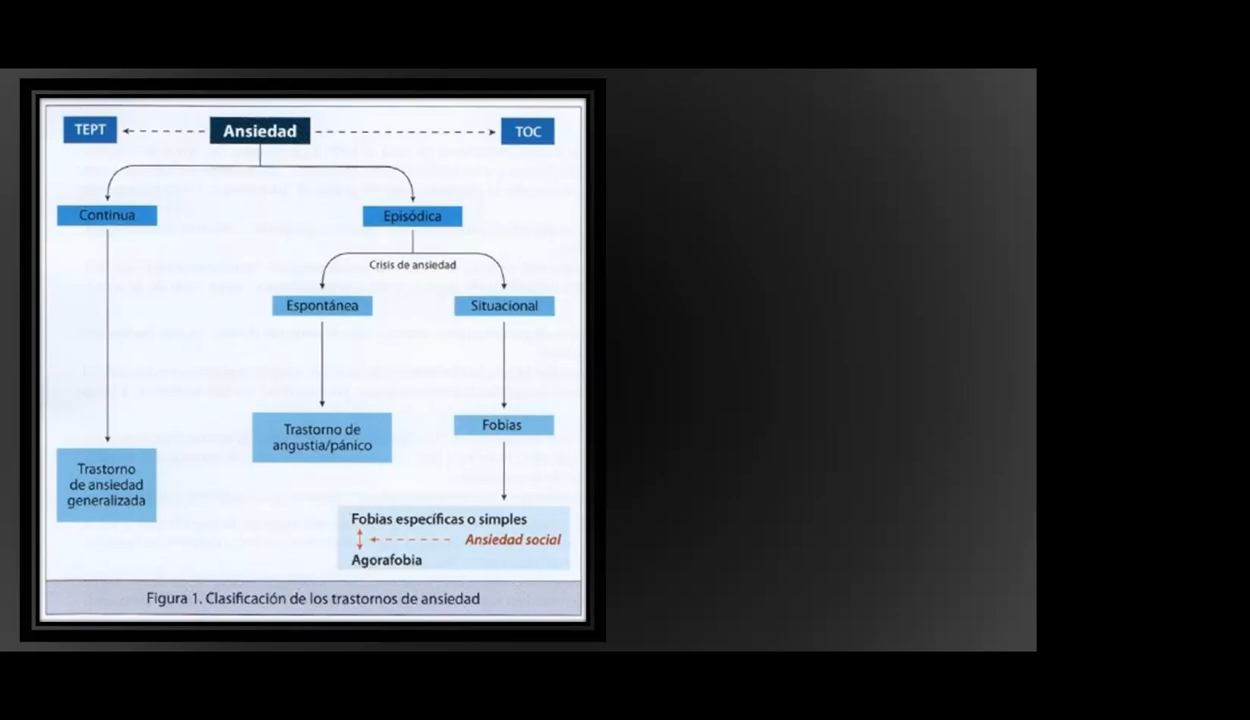 TEPT
Ansiedad
TOC
Continua
Episódica
Crisis de ansiedad
Espontánea
Situacional
Trastorno de
angustia/pánico
Fobias
Trastorno
de ansiedad
generalizada
Fobias específicas o simples
Ansiedad social
Agorafobia
Figura 1. Clasificación de los trastornos de ansiedad